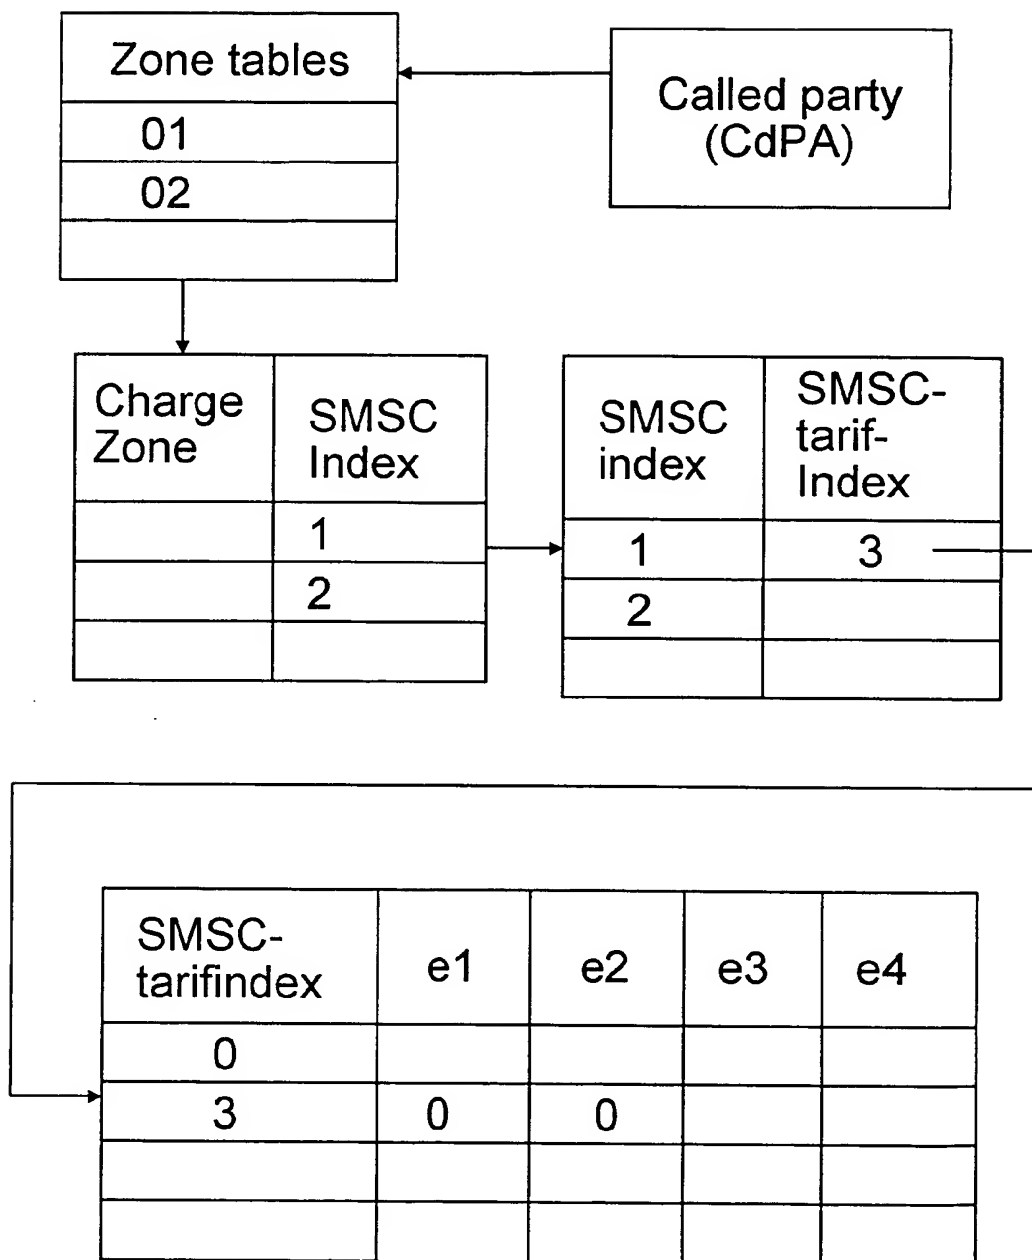 Zone tables
01
02
Called party
(CdPA)
Charge
Zone
SMSC
Index
1
2
SMSC
index
SMSC-
tarif-
Index
1
3
2
SMSC-
tarifindex
e1
e2
e3
e4
0
3
0
0